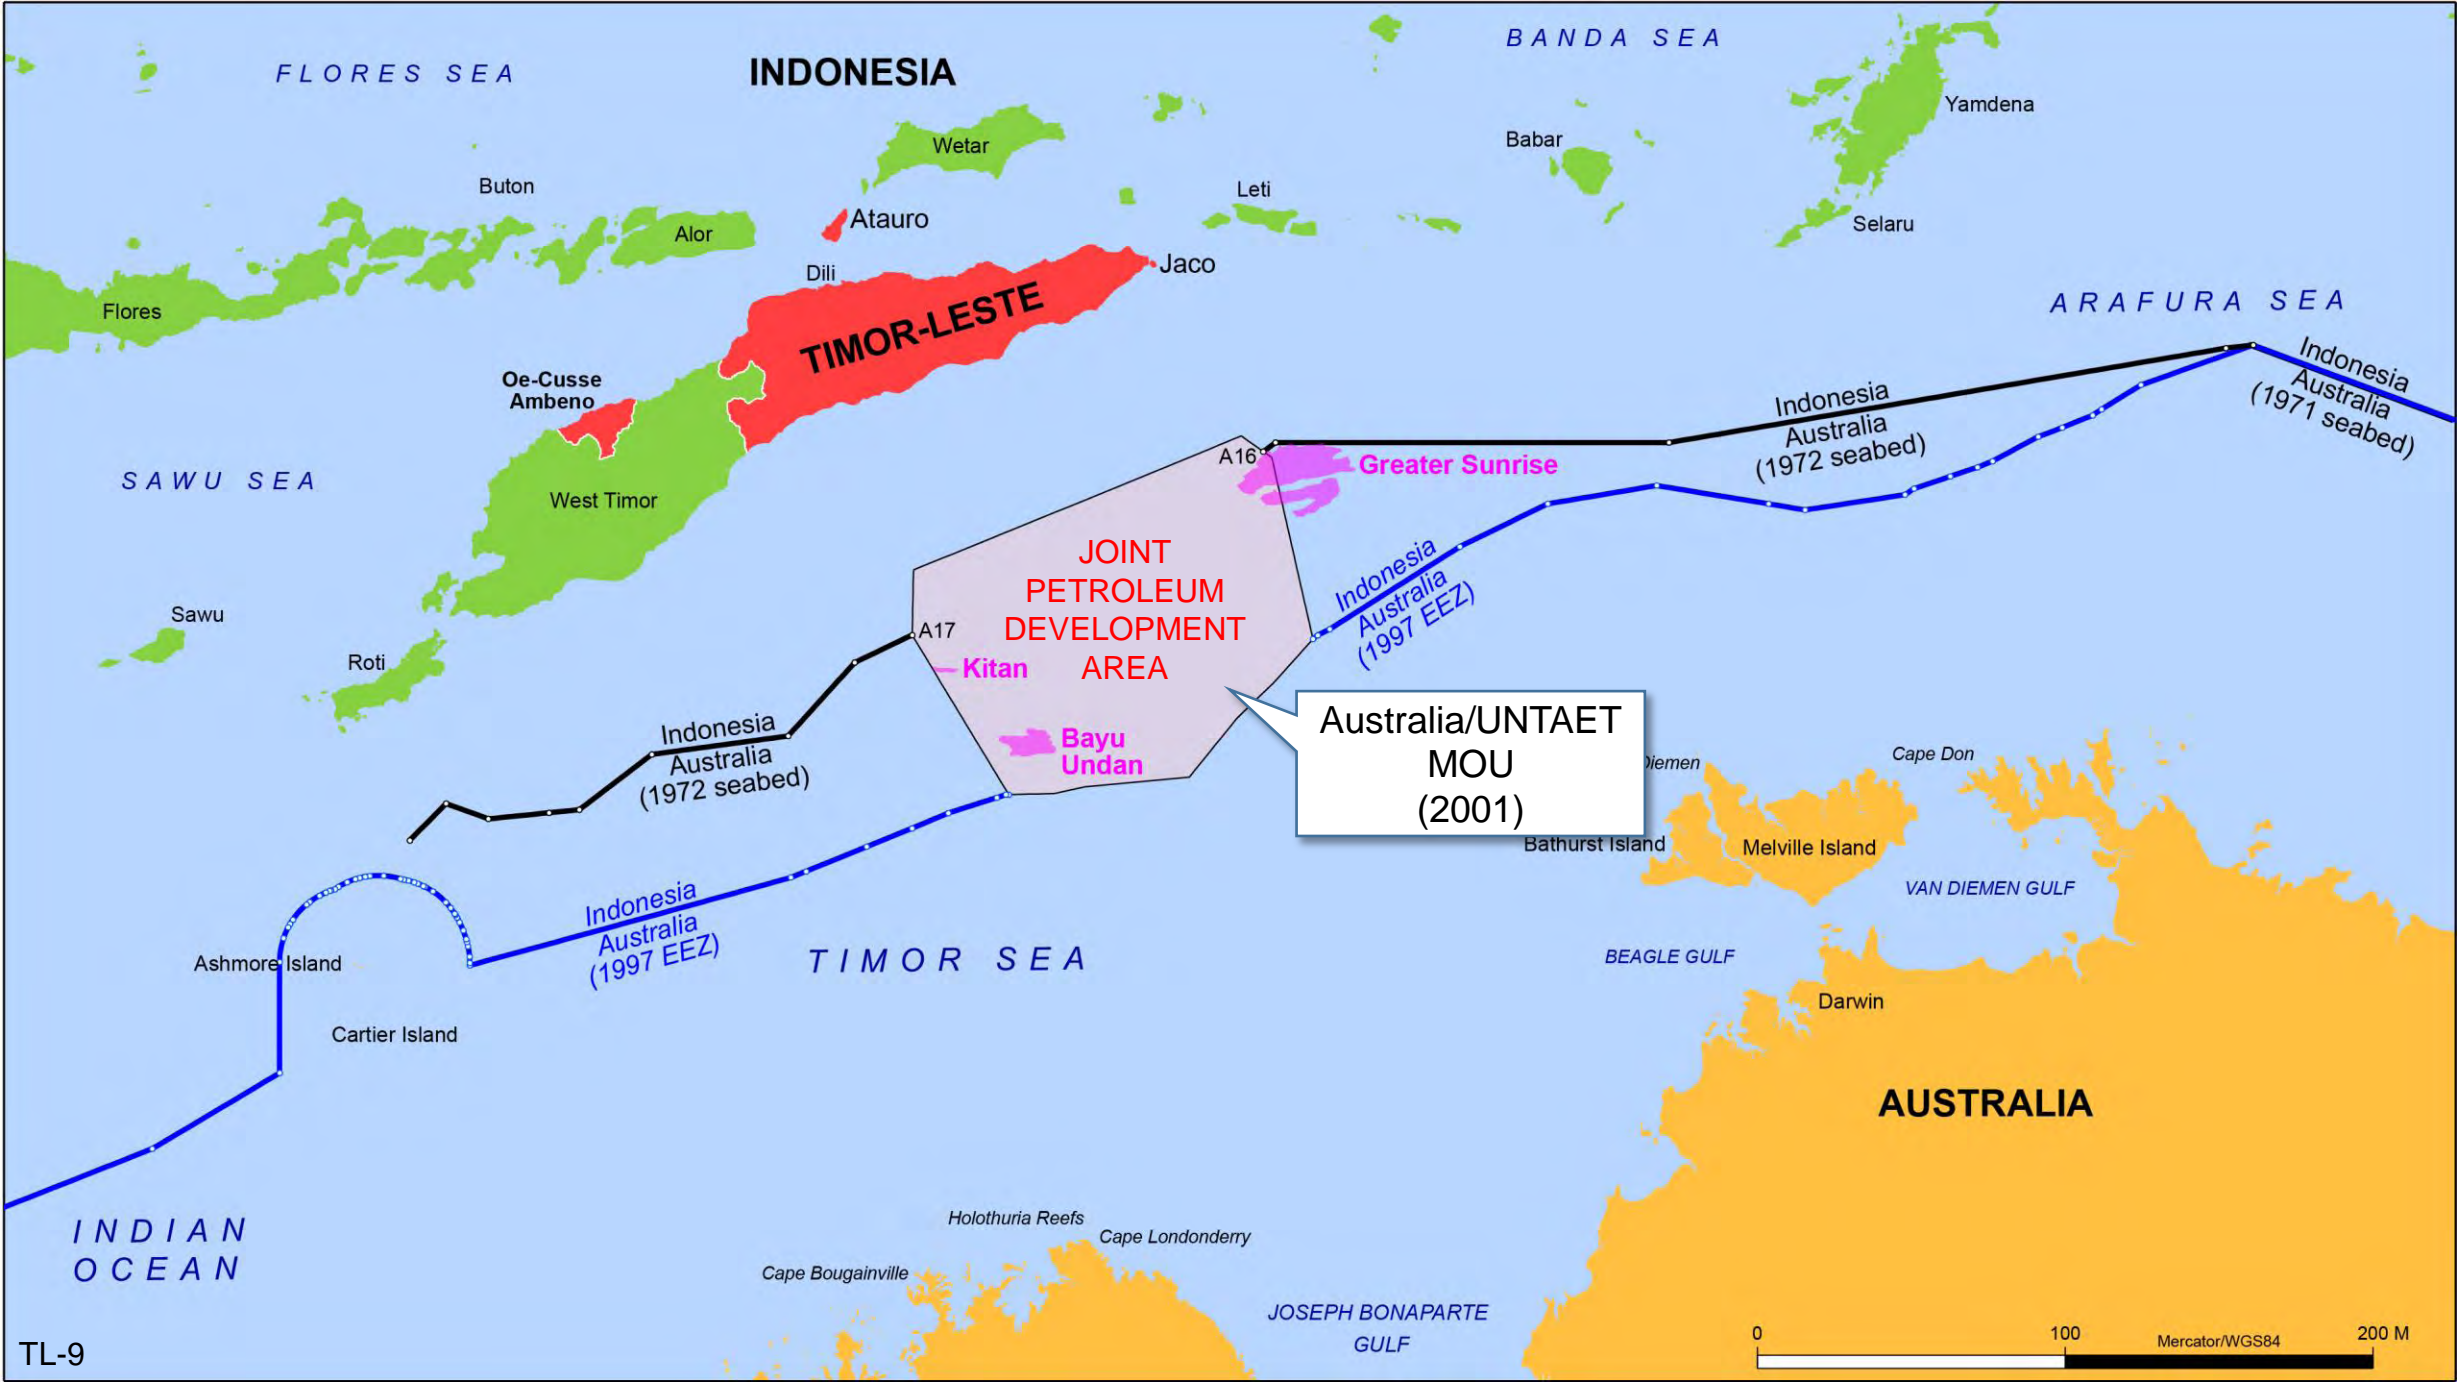 FLORES SEA
INDONESIA
BANDA SEA
Yamdena
Wetar
Babar
Buton
Leti
Atauro
Alor
Selaru
Jaco
Dili
Flores
TIMOR-LESTE
ARAFURA SEA
Indonesia
Australia
(1971 seabed)
Oe-Cusse
Ambeno
Indonesia
Australia
(1972 seabed)
A16
Greater Sunrise
SAWU SEA
West Timor
JOINT
PETROLEUM
DEVELOPMENT
AREA
Indonesia
Australia
(1997 EEZ)
Sawu
A17
Roti
Kitan
Indonesia
Australia
(1972 seabed)
Bayu
Undan
Australia/UNTAET
MOU
(2001)
Diemen
Cape Don
Bathurst Island
Melville Island
VAN DIEMEN GULF
Indonesia
Australia
(1997 EEZ)
TIMOR SEA
BEAGLE GULF
Ashmore Island
Darwin
Cartier Island
AUSTRALIA
INDIAN
OCEAN
Holothuria Reefs
Cape Londonderry
Cape Bougainville
JOSEPH BONAPARTE
GULF
0 100 200 M
Mercator/WGS84
TL-9